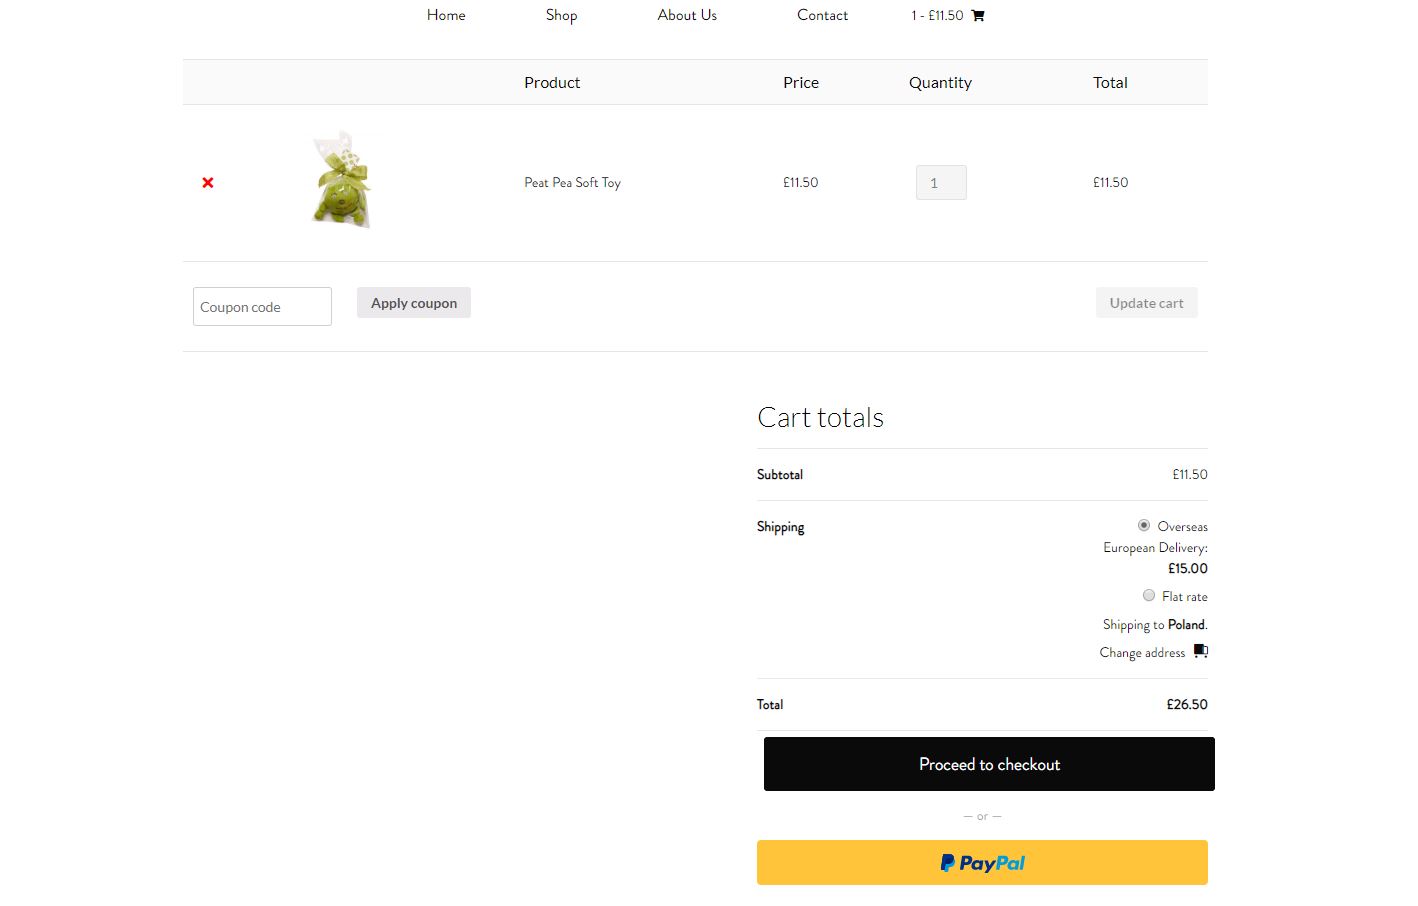 Home Shop About Us Contact 1 - £11.50
Product Price Quantity Total
Peat Pea Soft Toy £11.50 1 £11.50
Coupon code Apply coupon Update cart
Cart totals
Subtotal £11.50
Shipping Overseas
European Delivery:
£15.00
Flat rate
Shipping to Poland.
Change address
Total £26.50
Proceed to checkout
— or —
PayPal